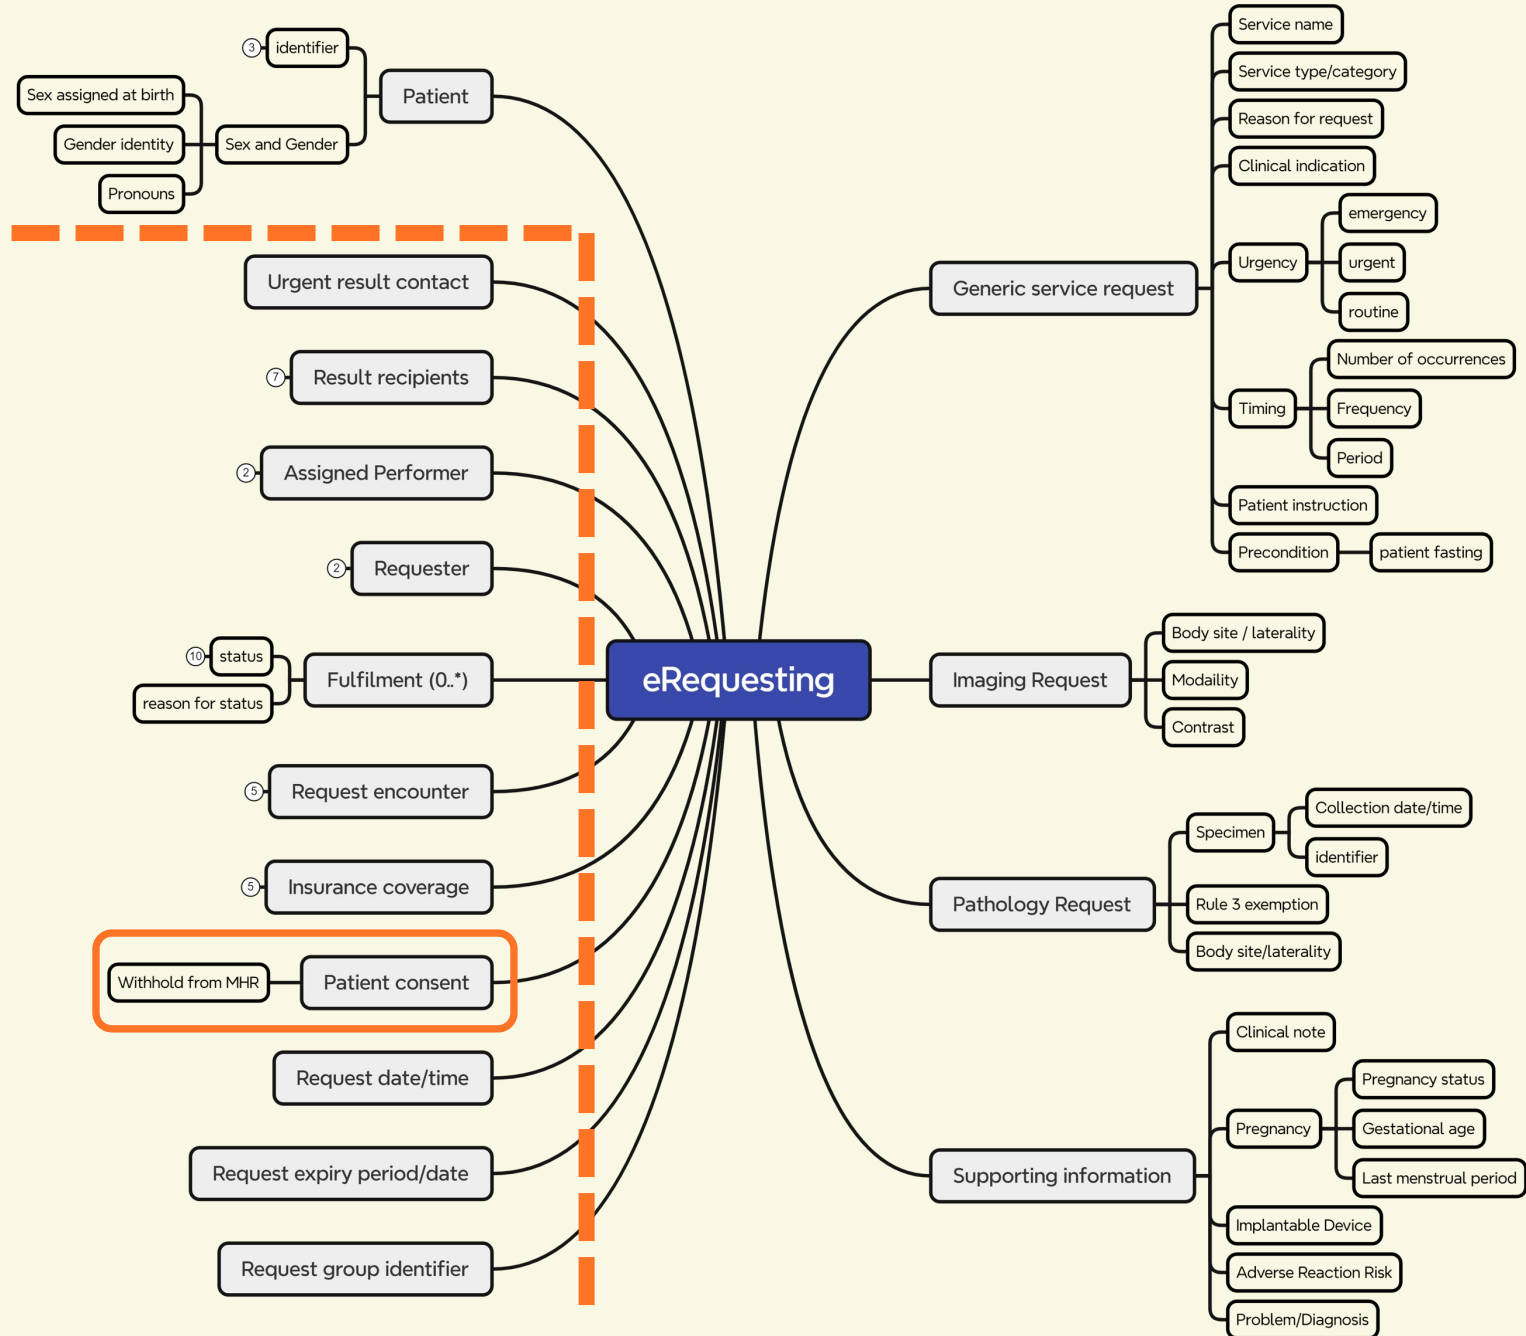 3
identifier
Patient
Sex assigned at birth
Gender identity
Sex and Gender
Pronouns
Urgent result contact
7
Result recipients
2
Assigned Performer
2
Requester
10
status
Fulfilment (0..*)
reason for status
5
Request encounter
5
Insurance coverage
Withhold from MHR
Patient consent
Request date/time
Request expiry period/date
Request group identifier
eRequesting
Generic service request
Service name
Service type/category
Reason for request
Clinical indication
Urgency
emergency
urgent
routine
Timing
Number of occurrences
Frequency
Period
Patient instruction
Precondition
patient fasting
Imaging Request
Body site / laterality
Modaility
Contrast
Pathology Request
Specimen
Collection date/time
identifier
Rule 3 exemption
Body site/laterality
Supporting information
Clinical note
Pregnancy
Pregnancy status
Gestational age
Last menstrual period
Implantable Device
Adverse Reaction Risk
Problem/Diagnosis